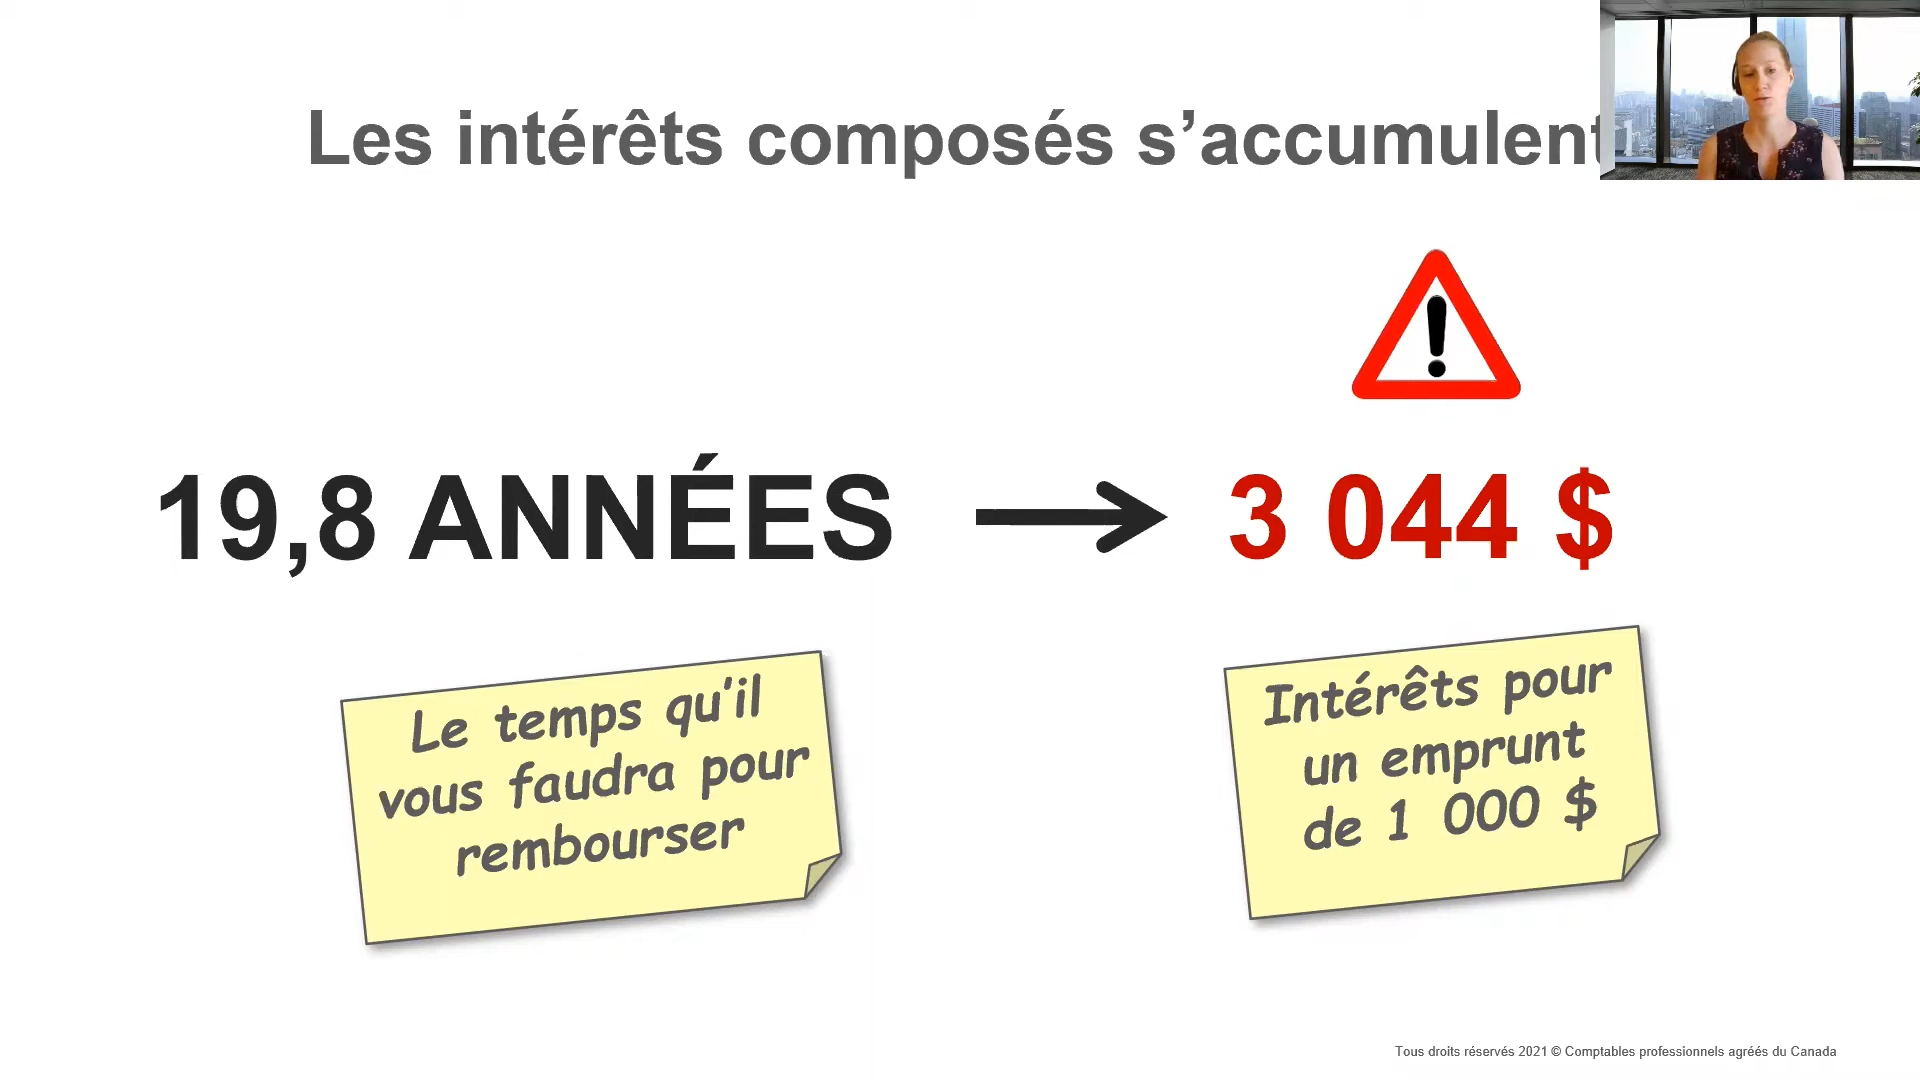 Les intérêts composés s’accumulent
19,8 ANNÉES
3 044 $
Le temps qu'il
vous faudra pour
rembourser
Intérêts pour
un emprunt
de 1 000 $
Tous droits réservés 2021 © Comptables professionnels agréés du Canada